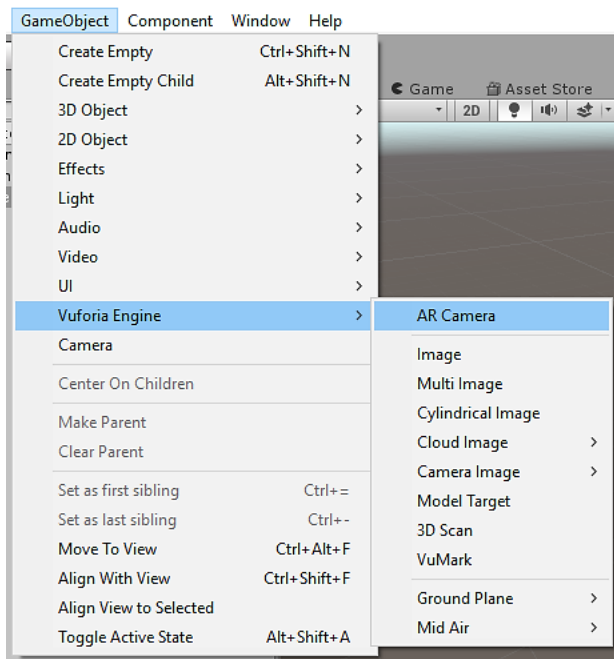 GameObject Component Window Help
Create Empty Ctrl+Shift+N
Create Empty Child Alt+Shift+N
3D Object
2D Object
Effects
Light
Audio
Video
UI
Vuforia Engine
Camera
Center On Children
Make Parent
Clear Parent
Set as first sibling Ctrl+=
Set as last sibling Ctrl+-
Move To View Ctrl+Alt+F
Align With View Ctrl+Shift+F
Align View to Selected
Toggle Active State Alt+Shift+A
Game Asset Store
2D
AR Camera
Image
Multi Image
Cylindrical Image
Cloud Image
Camera Image
Model Target
3D Scan
VuMark
Ground Plane
Mid Air